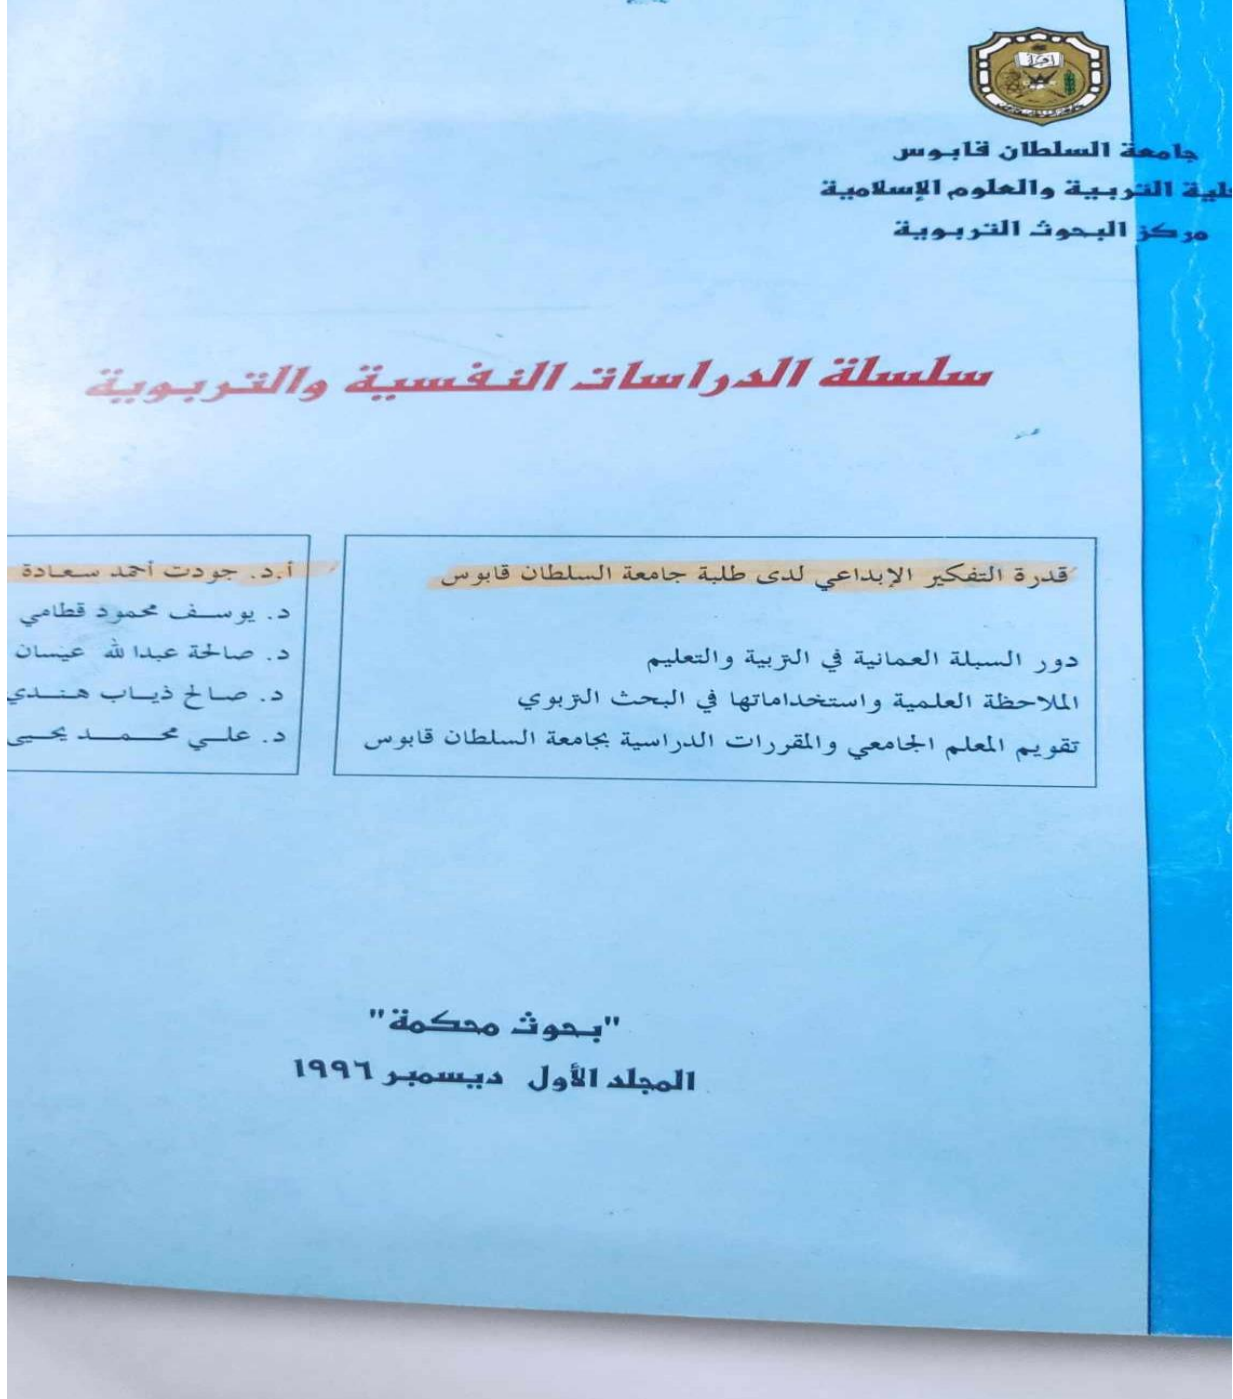 جامعة السلطان قابوس
التربية والعلوم الإسلامية
مركز البحوث التربوية
سلسلة الدراسات النفسية والتربوية
قدرة التفكير الإبداعي لدى طلبة جامعة السلطان قابوس
دور السبلة العمانية في التربية والتعليم
الملاحظة العلمية واستخداماتها في البحث التربوي
تقويم المعلم الجامعي والمقررات الدراسية بجامعة السلطان قابوس
أ.د. جودت أحمد سعادة
د. يوسف محمود قطامي
د. صالحة عبدالله عيسان
د. صالح ذياب هندي
د. علي محمد يحيى
"بحوث محكمة"
المجلد الأول ديسمبر ١٩٩٦